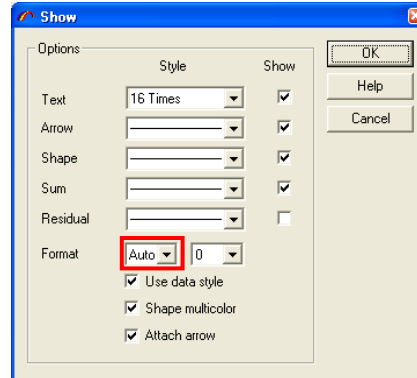 Show
Options
Style Show
OK
Text 16 Times
Help
Arrow
Cancel
Shape
Sum
Residual
Format Auto 0
Use data style
Shape multicolor
Attach arrow